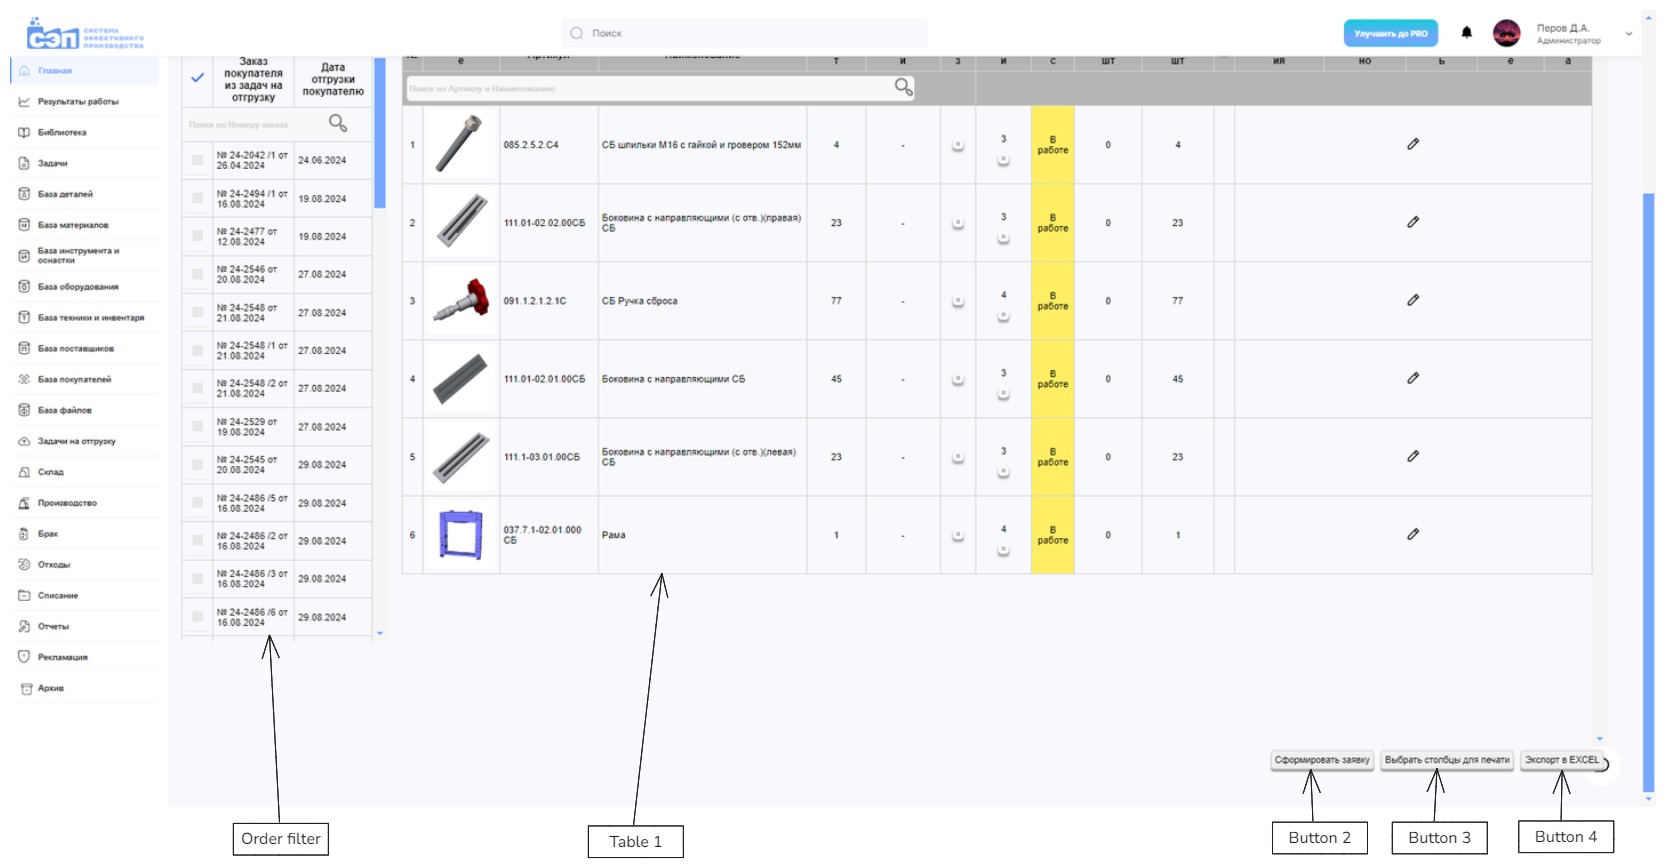 СЭП
СИСТЕМА
ЭФФЕКТИВНОГО
ПРОИЗВОДСТВА
Поиск
Улучшить до PRO
Перов Д.А.
Администратор
Главная
Результаты работы
Библиотека
Задачи
База деталей
База материалов
База инструмента и
оснастки
База оборудования
База техники и инвентаря
База поставщиков
База покупателей
База файлов
Задачи на отгрузку
Склад
Производство
Брак
Отходы
Списание
Отчеты
Рекламация
Архив
Заказ
покупателя
из задач на
отгрузку
Дата
отгрузки
покупателю
Поиск по Номеру заказа
№ 24-2042 /1 от
26.04.2024
24.06.2024
№ 24-2494 /1 от
16.08.2024
19.08.2024
№ 24-2477 от
12.08.2024
19.08.2024
№ 24-2546 от
20.08.2024
27.08.2024
№ 24-2548 от
21.08.2024
27.08.2024
№ 24-2548 /1 от
21.08.2024
27.08.2024
№ 24-2548 /2 от
21.08.2024
27.08.2024
№ 24-2529 от
19.08.2024
27.08.2024
№ 24-2545 от
20.08.2024
29.08.2024
№ 24-2486 /5 от
16.08.2024
29.08.2024
№ 24-2486 /2 от
16.08.2024
29.08.2024
№ 24-2486 /3 от
16.08.2024
29.08.2024
№ 24-2486 /6 от
16.08.2024
29.08.2024
е т и з и с шт шт ия но ь е а
Поиск по Артиклу и Наименованию
1 085.2.5.2.С4 СБ шпильки М16 с гайкой и гровером 152мм 4 - 3 В работе 0 4
2 111.01-02.02.00СБ Боковина с направляющими (с отв.)(правая) СБ 23 - 3 В работе 0 23
3 091.1.2.1.2.1С СБ Ручка сброса 77 - 4 В работе 0 77
4 111.01-02.01.00СБ Боковина с направляющими СБ 45 - 3 В работе 0 45
5 111.1-03.01.00СБ Боковина с направляющими (с отв.)(левая) СБ 23 - 3 В работе 0 23
6 037.7.1-02.01.000 СБ Рама 1 - 4 В работе 0 1
Сформировать заявку
Выбрать столбцы для печати
Экспорт в EXCEL
Order filter
Table 1
Button 2
Button 3
Button 4